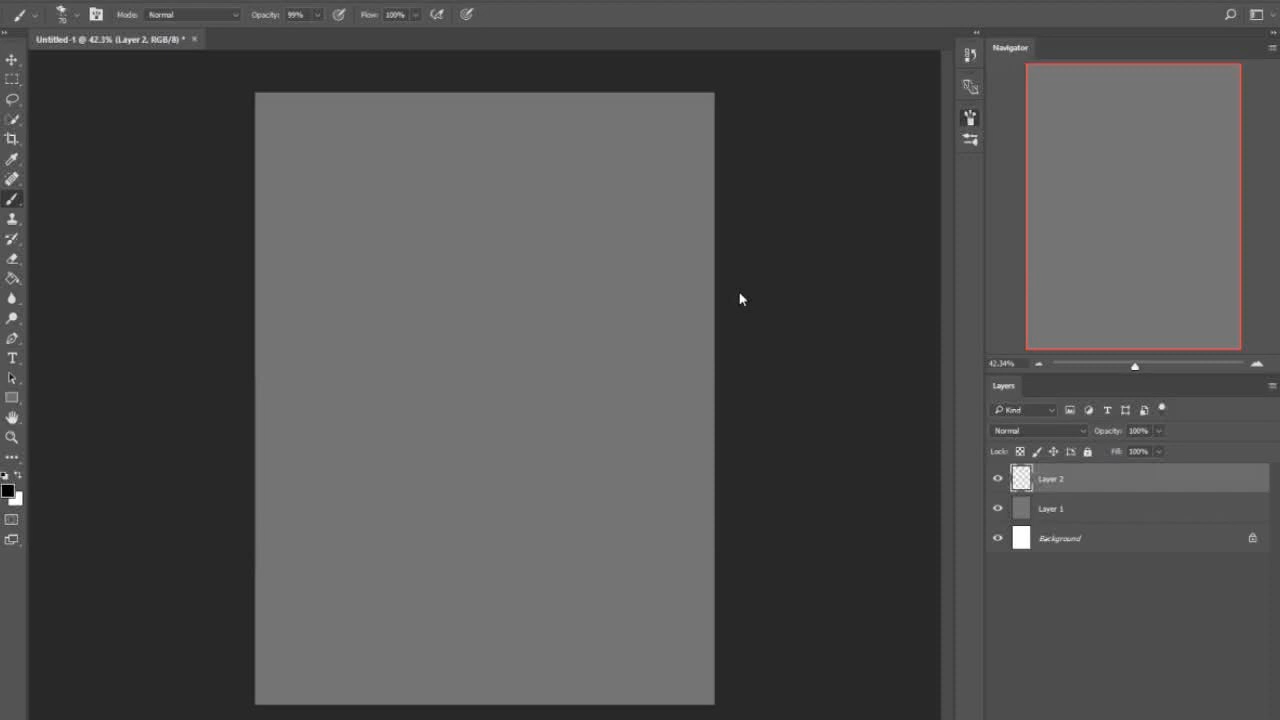 70 Mode: Normal Opacity: 99% Flow: 100%
Untitled-1 @ 42.3% (Layer 2, RGB/8) *
Navigator
42.34%
Layers
Kind
Normal Opacity: 100%
Lock: Fill: 100%
Layer 2
Layer 1
Background